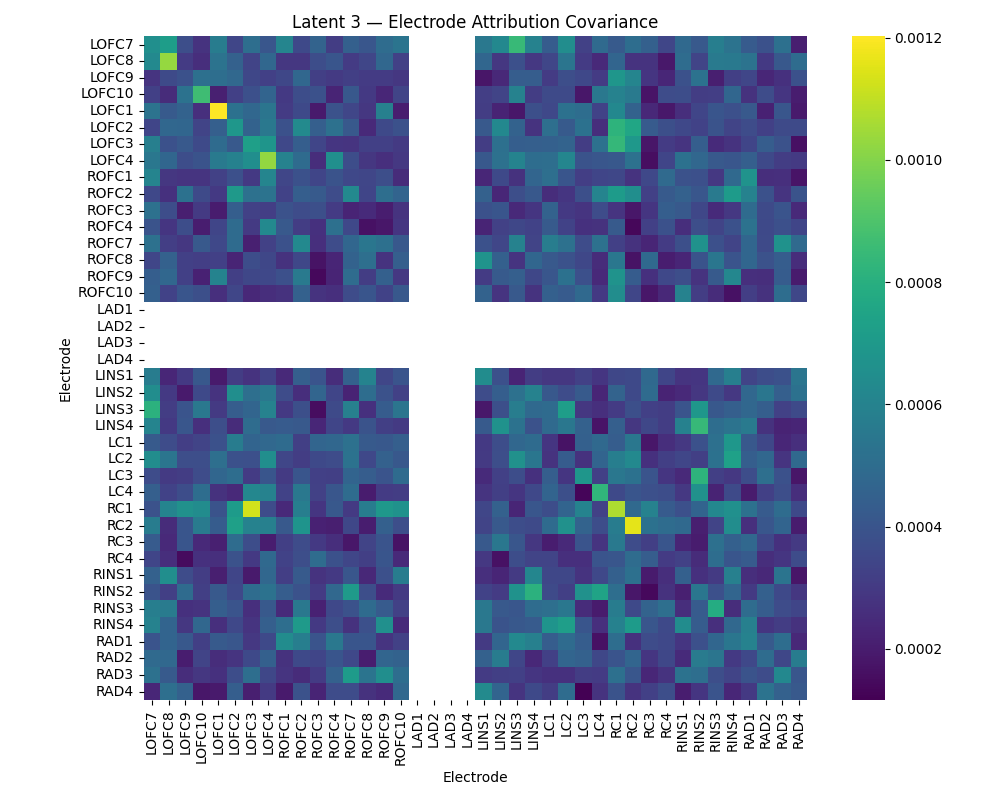 Latent 3 — Electrode Attribution Covariance
Electrode
LOFC7
LOFC8
LOFC9
LOFC10
LOFC1
LOFC2
LOFC3
LOFC4
ROFC1
ROFC2
ROFC3
ROFC4
ROFC7
ROFC8
ROFC9
ROFC10
LAD1
LAD2
LAD3
LAD4
LINS1
LINS2
LINS3
LINS4
LC1
LC2
LC3
LC4
RC1
RC2
RC3
RC4
RINS1
RINS2
RINS3
RINS4
RAD1
RAD2
RAD3
RAD4
LOFC7
LOFC8
LOFC9
LOFC10
LOFC1
LOFC2
LOFC3
LOFC4
ROFC1
ROFC2
ROFC3
ROFC4
ROFC7
ROFC8
ROFC9
ROFC10
LAD1
LAD2
LAD3
LAD4
LINS1
LINS2
LINS3
LINS4
LC1
LC2
LC3
LC4
RC1
RC2
RC3
RC4
RINS1
RINS2
RINS3
RINS4
RAD1
RAD2
RAD3
RAD4
Electrode
0.0012
0.0010
0.0008
0.0006
0.0004
0.0002